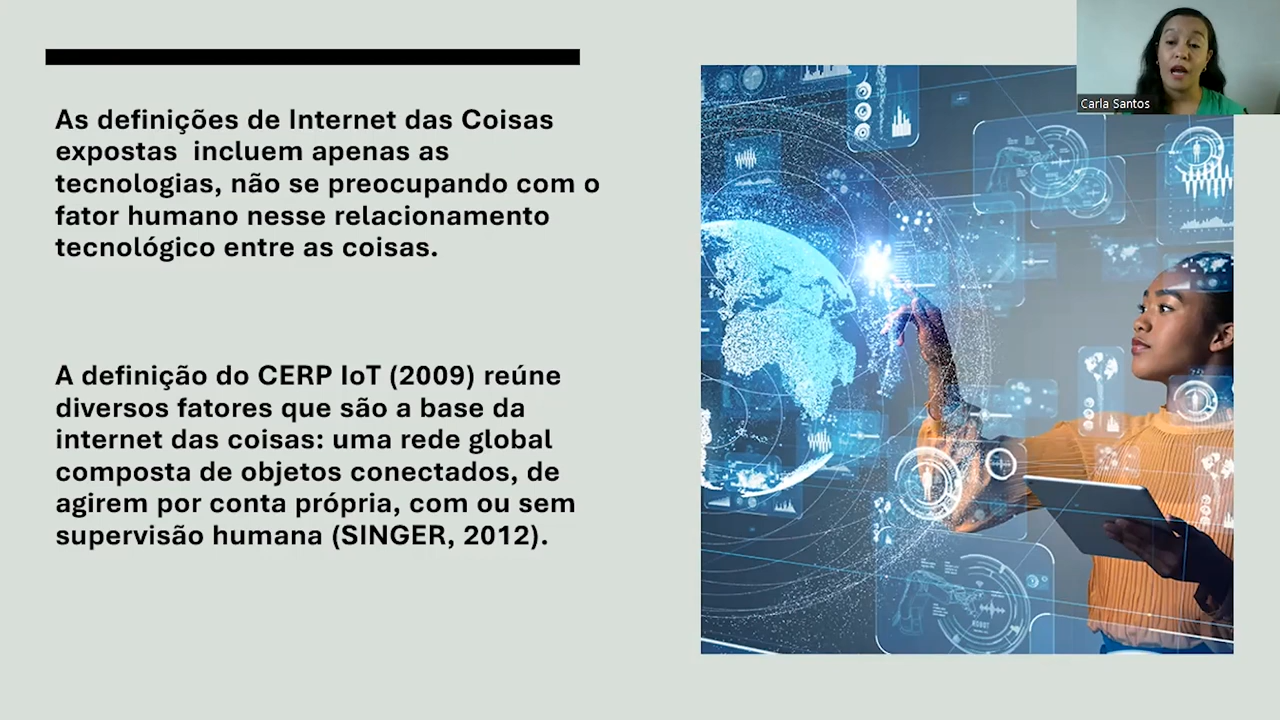 As definições de Internet das Coisas
expostas  incluem apenas as
tecnologias, não se preocupando com o
fator humano nesse relacionamento
tecnológico entre as coisas.
A definição do CERP IoT (2009) reúne
diversos fatores que são a base da
internet das coisas: uma rede global
composta de objetos conectados, de
agirem por conta própria, com ou sem
supervisão humana (SINGER, 2012).
Carla Santos
ROBOT